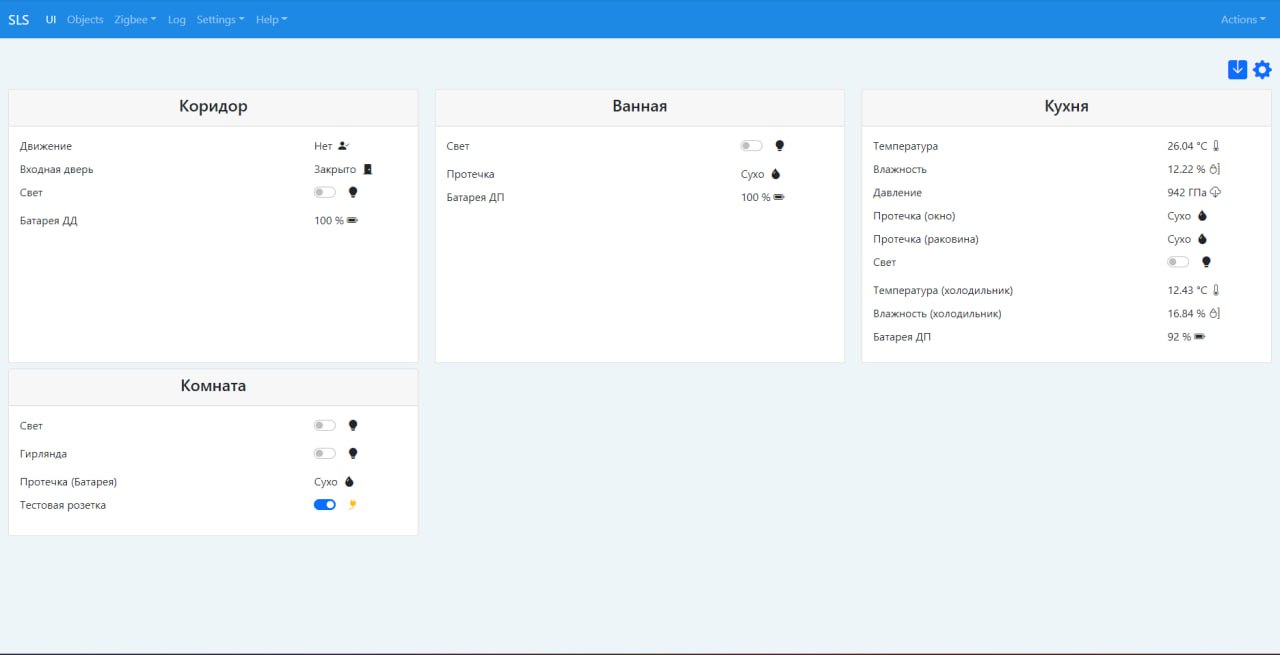 SLS UI Objects Zigbee Log Settings Help Actions
Коридор
Движение Нет
Входная дверь Закрыто
Свет
Батарея ДД 100 %
Ванная
Свет
Протечка Сухо
Батарея ДП 100 %
Кухня
Температура 26.04 °C
Влажность 12.22 %
Давление 942 ГПа
Протечка (окно) Сухо
Протечка (раковина) Сухо
Свет
Температура (холодильник) 12.43 °C
Влажность (холодильник) 16.84 %
Батарея ДП 92 %
Комната
Свет
Гирлянда
Протечка (Батарея) Сухо
Тестовая розетка